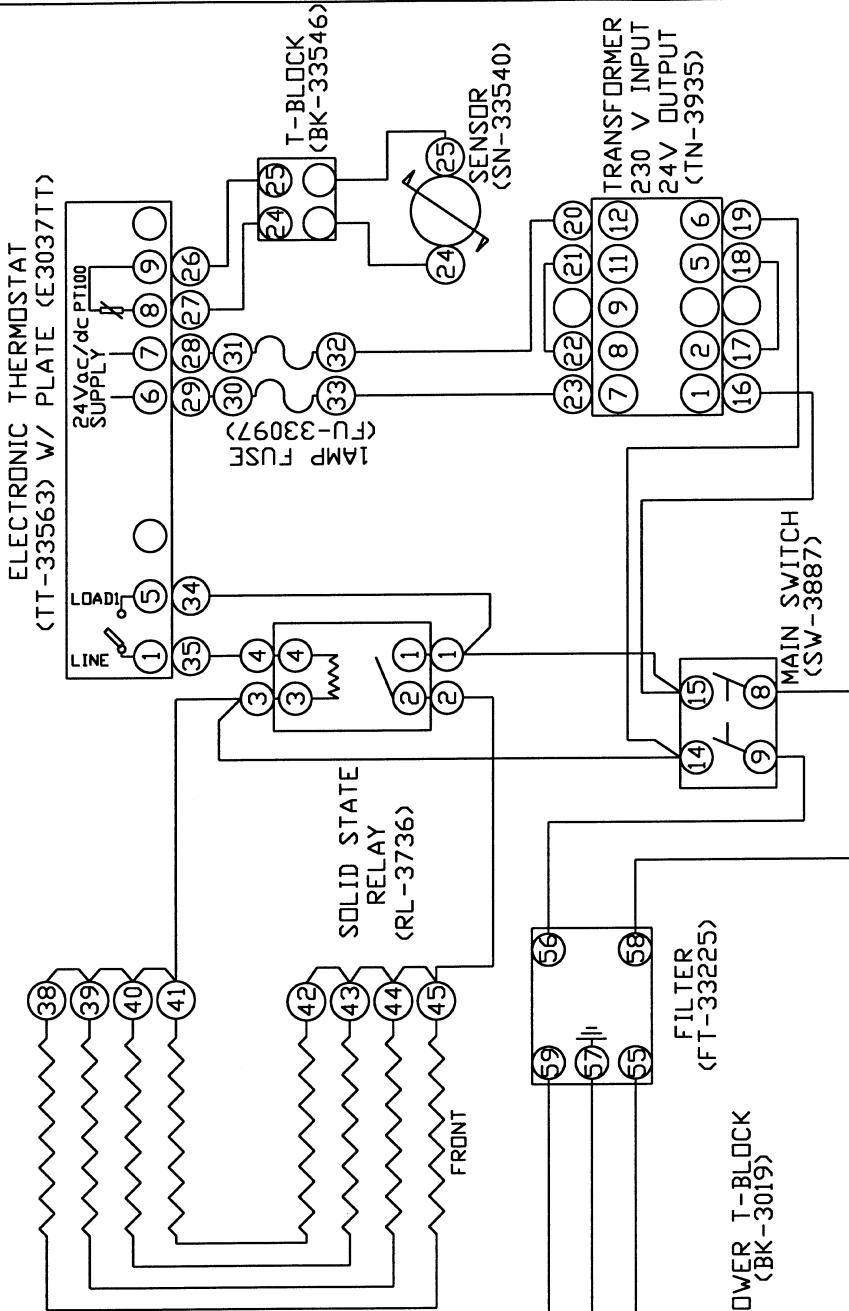 ELECTRONIC THERMOSTAT
(TT-33563) W/ PLATE (E3037TT)
24Vac/dc PT100
SUPPLY
LOAD1
LINE
1 5 6 7 8 9
35 34 29 28 27 26
30 31
33 32
1AMP FUSE
(FU-33097)
T-BLOCK
(BK-33546)
24 25
SENSOR
(SN-33540)
24 25
TRANSFORMER
230 V INPUT
24V OUTPUT
(TN-3935)
23 22 21 20
7 8 9 11 12
1 2 5 6
16 17 18 19
3 4
3 4
2 1
2 1
SOLID STATE
RELAY
(RL-3736)
MAIN SWITCH
(SW-3887)
14 15
9 8
38
39
40
41
42
43
44
45
FRONT
56
58
59
57
55
FILTER
(FT-33225)
OWER T-BLOCK
(BK-3019)